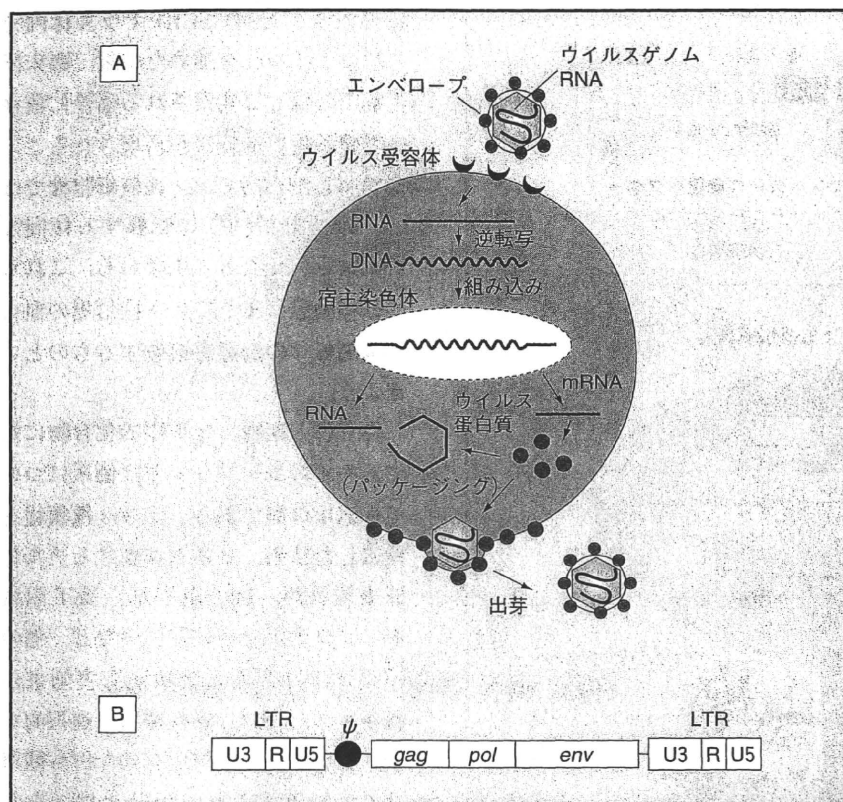 A
ウイルスゲノム
RNA
エンベロープ
ウイルス受容体
RNA
逆転写
DNA
組み込み
宿主染色体
mRNA
RNA
ウイルス
蛋白質
(パッケージング)
出芽
B
LTR
ψ
LTR
U3 R U5 gag pol env U3 R U5